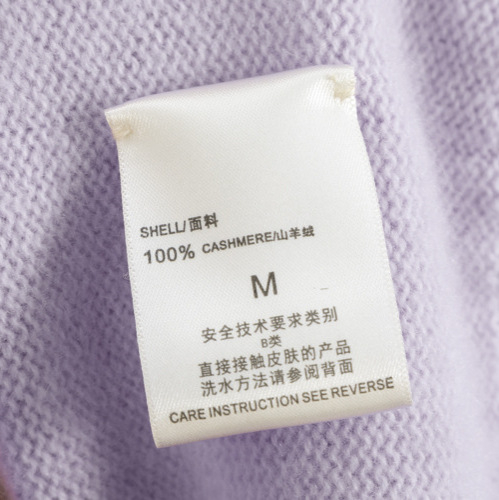 SHELL/面料
100% CASHMERE/山羊绒
M
安全技术要求类别
B类
直接接触皮肤的产品
洗水方法请参阅背面
CARE INSTRUCTION SEE REVERSE